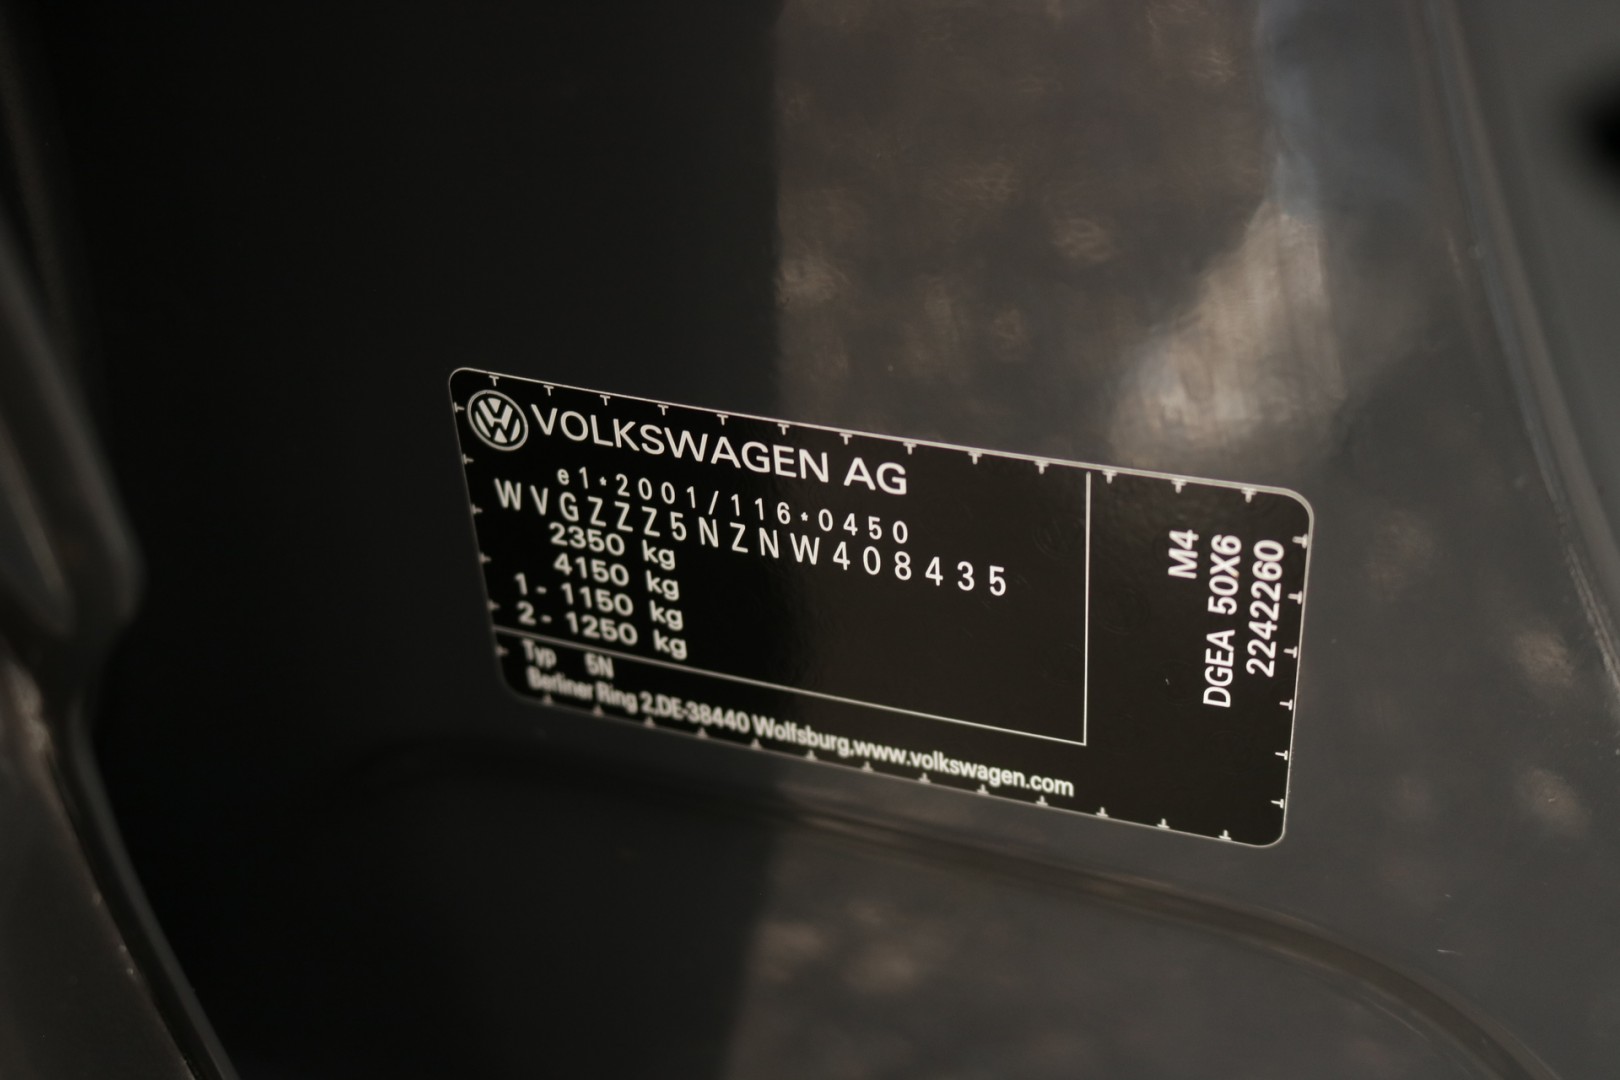 VOLKSWAGEN AG
e1*2001/116*0450
WVGZZZ5NZNW408435
2350 kg
4150 kg
1- 1150 kg
2- 1250 kg
Typ 5N
Berliner Ring 2,DE-38440 Wolfsburg,www.volkswagen.com
M4
DGEA 50X6
2242260